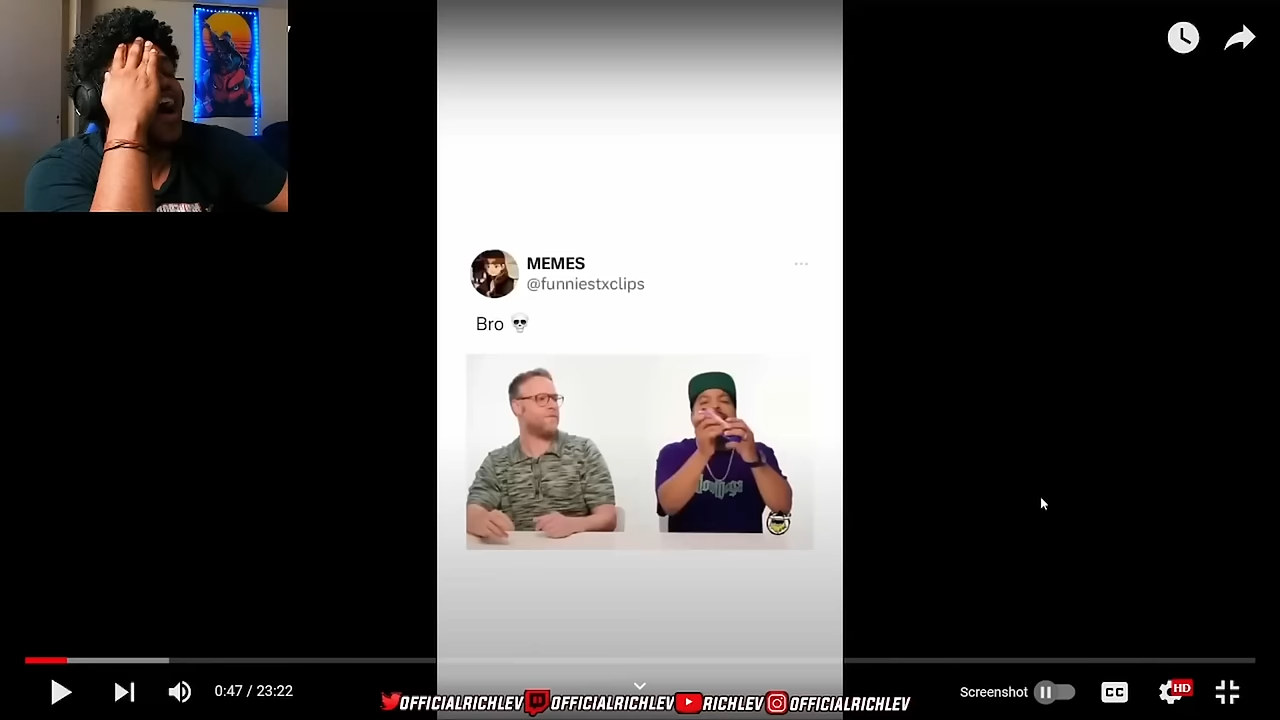 MEMES
@funniestxclips
Bro 💀
0:47 / 23:22
Screenshot
CC
HD
OFFICIALRICHLEV OFFICIALRICHLEV RICHLEV OFFICIALRICHLEV